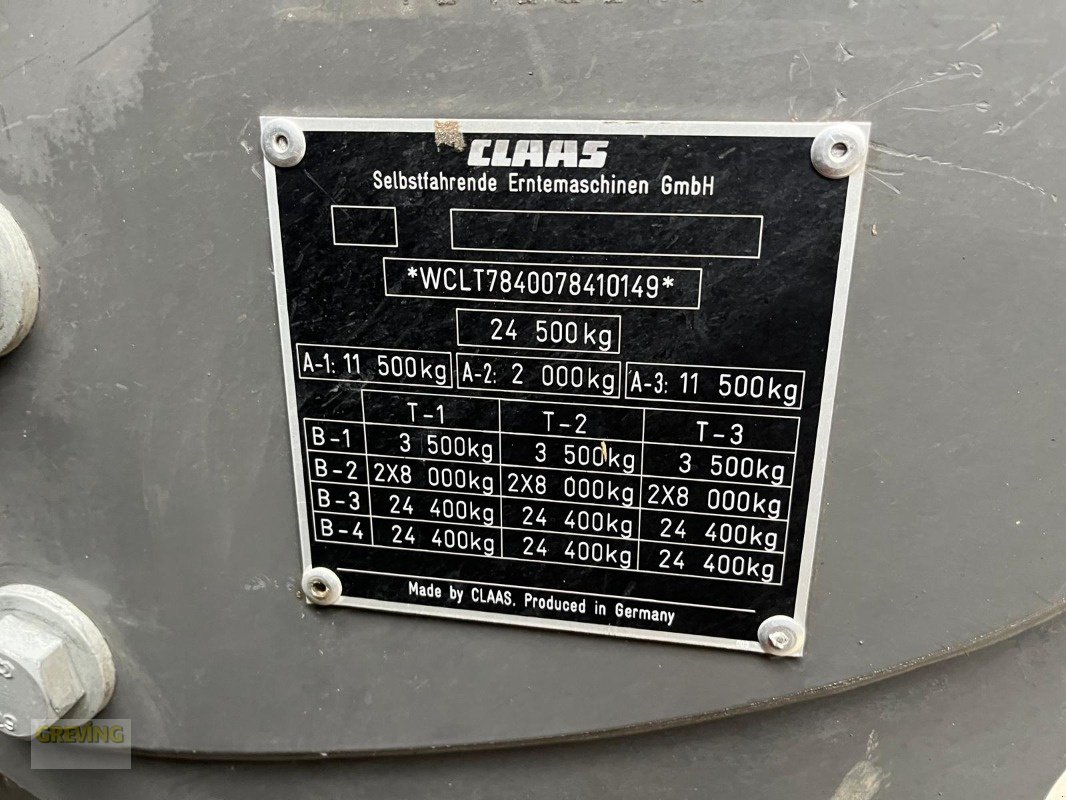 CLAAS
Selbstfahrende Erntemaschinen GmbH
*WCLT7840078410149*
24 500kg
A-1: 11 500kg A-2: 2 000kg A-3: 11 500kg
T-1 T-2 T-3
B-1 3 500kg 3 500kg 3 500kg
B-2 2X8 000kg 2X8 000kg 2X8 000kg
B-3 24 400kg 24 400kg 24 400kg
B-4 24 400kg 24 400kg 24 400kg
Made by CLAAS. Produced in Germany
GREVING